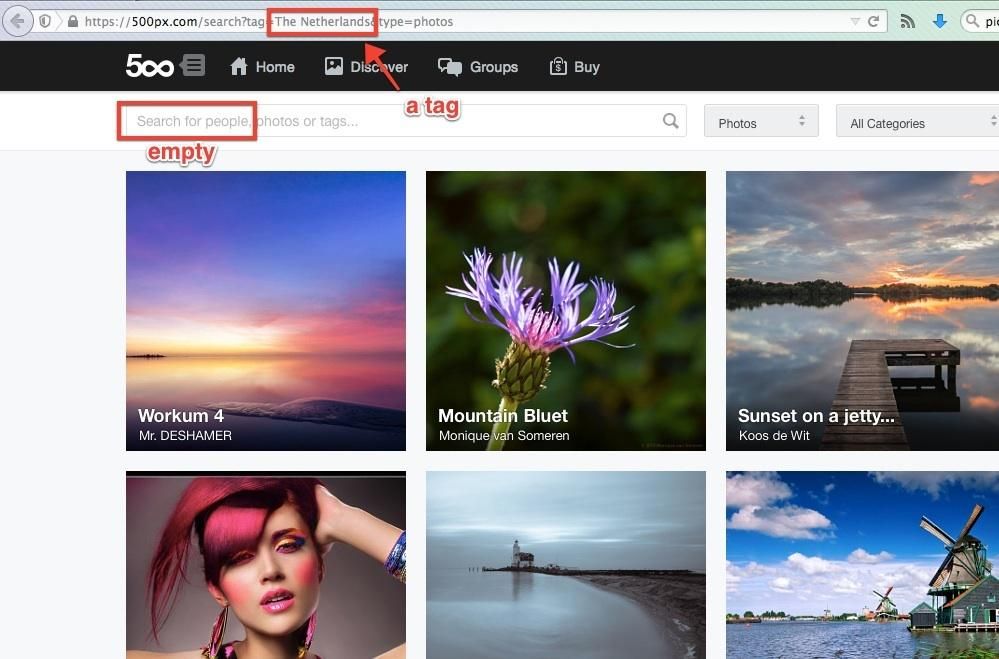 https://500px.com/search?tag=The Netherlands&type=photos
pic
500
Home
Discover
Groups
Buy
a tag
Search for people, photos or tags...
Photos
All Categories
empty
Workum 4
Mr. DESHAMER
Mountain Bluet
Monique van Someren
Sunset on a jetty...
Koos de Wit